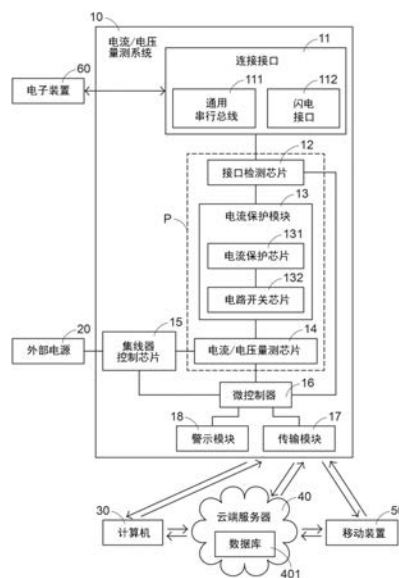 10
电流/电压
量测系统
11
连接接口
111
112
60
电子装置
通用
串行总线
闪电
接口
12
接口检测芯片
13
P
电流保护模块
131
电流保护芯片
132
电路开关芯片
20
15
14
外部电源
集线器
控制芯片
电流/电压量测芯片
16
微控制器
18
17
警示模块
传输模块
30
40
50
计算机
云端服务器
移动装置
数据库
401